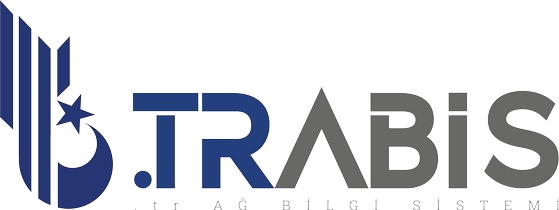 .TRABİS
.tr AĞ BİLGİ SİSTEMİ